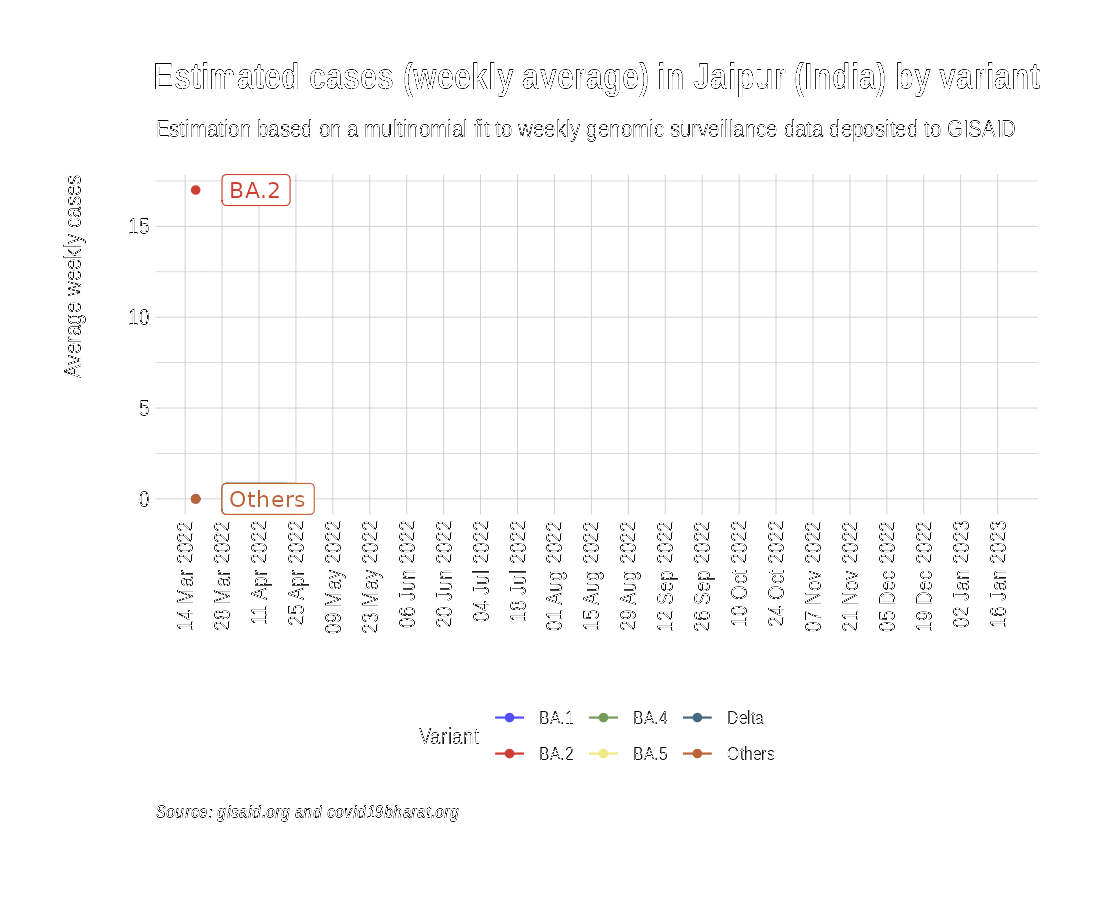 Estimated cases (weekly average) in Jaipur (India) by variant
Estimation based on a multinomial fit to weekly genomic surveillance data deposited to GISAID
Average weekly cases
BA.2
15
10
5
0
Others
14 Mar 2022
28 Mar 2022
11 Apr 2022
25 Apr 2022
09 May 2022
23 May 2022
06 Jun 2022
20 Jun 2022
04 Jul 2022
18 Jul 2022
01 Aug 2022
15 Aug 2022
29 Aug 2022
12 Sep 2022
26 Sep 2022
10 Oct 2022
24 Oct 2022
07 Nov 2022
21 Nov 2022
05 Dec 2022
19 Dec 2022
02 Jan 2023
16 Jan 2023
Variant
BA.1 BA.4 Delta
BA.2 BA.5 Others
Source: gisaid.org and covid19bharat.org